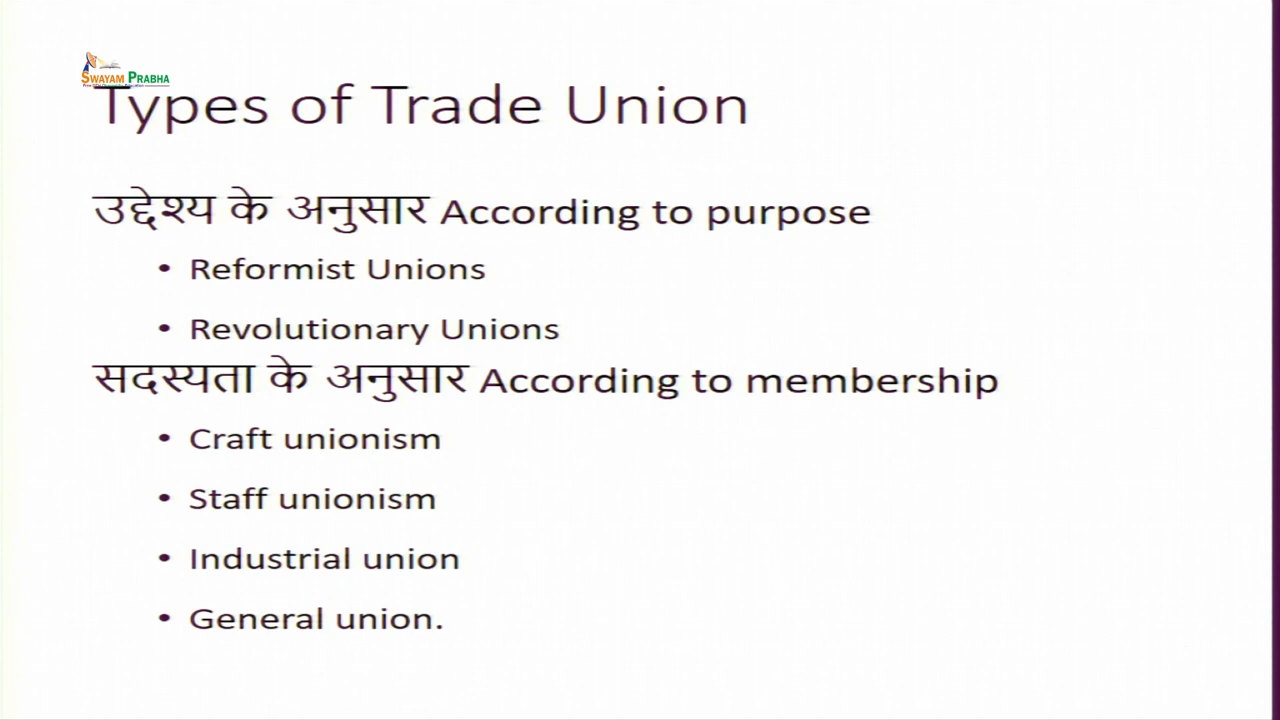 SWAYAM PRABHA
Types of Trade Union
उद्देश्य के अनुसार According to purpose
• Reformist Unions
• Revolutionary Unions
सदस्यता के अनुसार According to membership
• Craft unionism
• Staff unionism
• Industrial union
• General union.